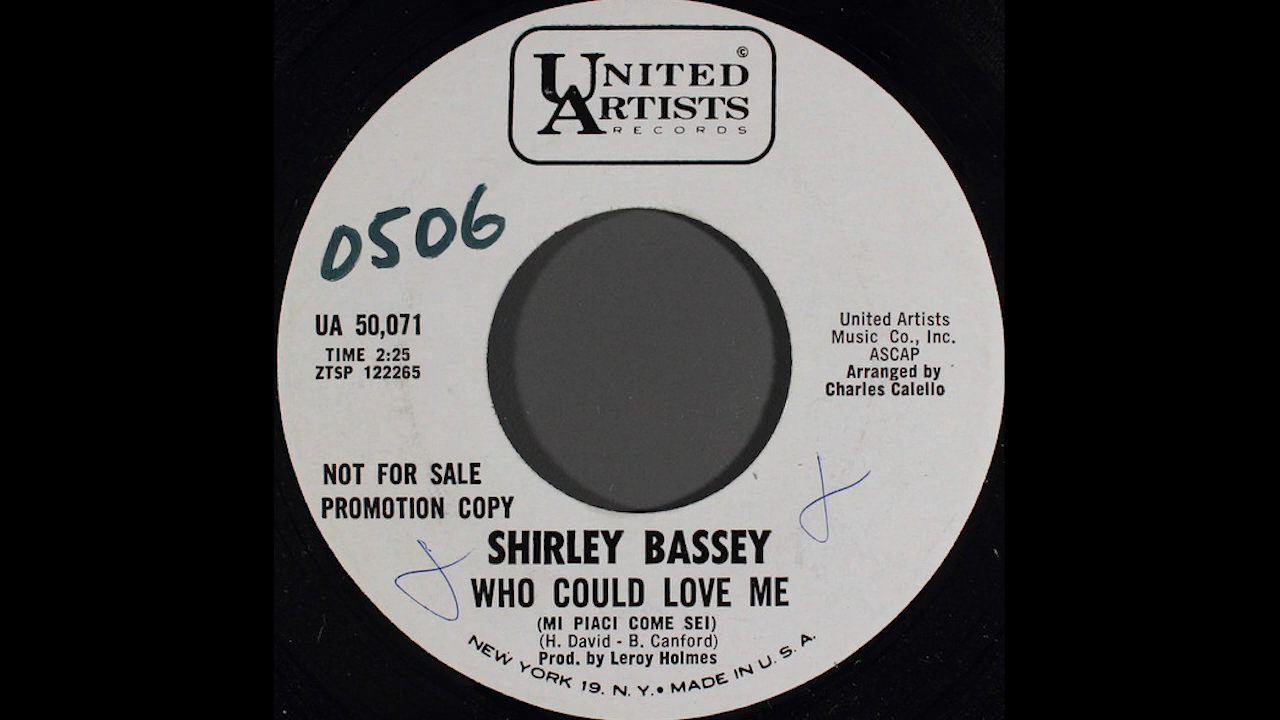 UNITED ©
ARTISTS
RECORDS
0506
UA 50,071
TIME 2:25
ZTSP 122265
United Artists
Music Co., Inc.
ASCAP
Arranged by
Charles Calello
NOT FOR SALE
PROMOTION COPY
SHIRLEY BASSEY
WHO COULD LOVE ME
(MI PIACI COME SEI)
(H. David - B. Canford)
Prod. by Leroy Holmes
NEW YORK 19, N. Y. • MADE IN U. S. A.